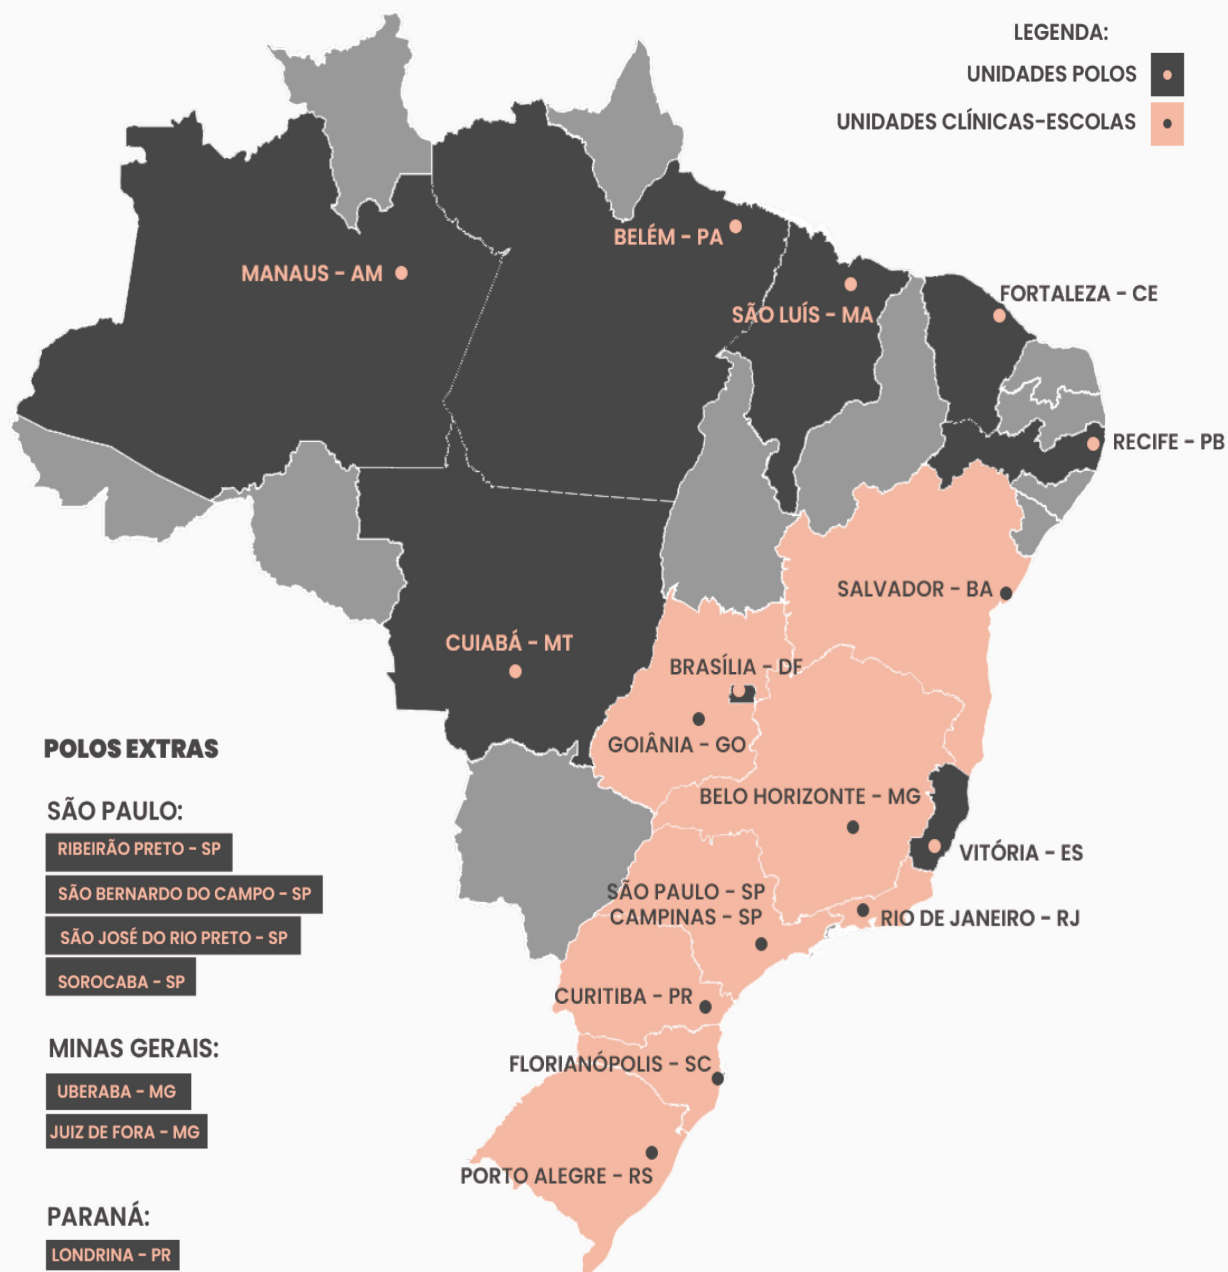 LEGENDA:
UNIDADES POLOS
UNIDADES CLÍNICAS-ESCOLAS
BELÉM - PA
MANAUS - AM
FORTALEZA - CE
SÃO LUÍS - MA
RECIFE - PB
SALVADOR - BA
CUIABÁ - MT
BRASÍLIA - DF
GOIÂNIA - GO
BELO HORIZONTE - MG
VITÓRIA - ES
SÃO PAULO - SP
CAMPINAS - SP
RIO DE JANEIRO - RJ
CURITIBA - PR
FLORIANÓPOLIS - SC
PORTO ALEGRE - RS
POLOS EXTRAS
SÃO PAULO:
RIBEIRÃO PRETO - SP
SÃO BERNARDO DO CAMPO - SP
SÃO JOSÉ DO RIO PRETO - SP
SOROCABA - SP
MINAS GERAIS:
UBERABA - MG
JUIZ DE FORA - MG
PARANÁ:
LONDRINA - PR